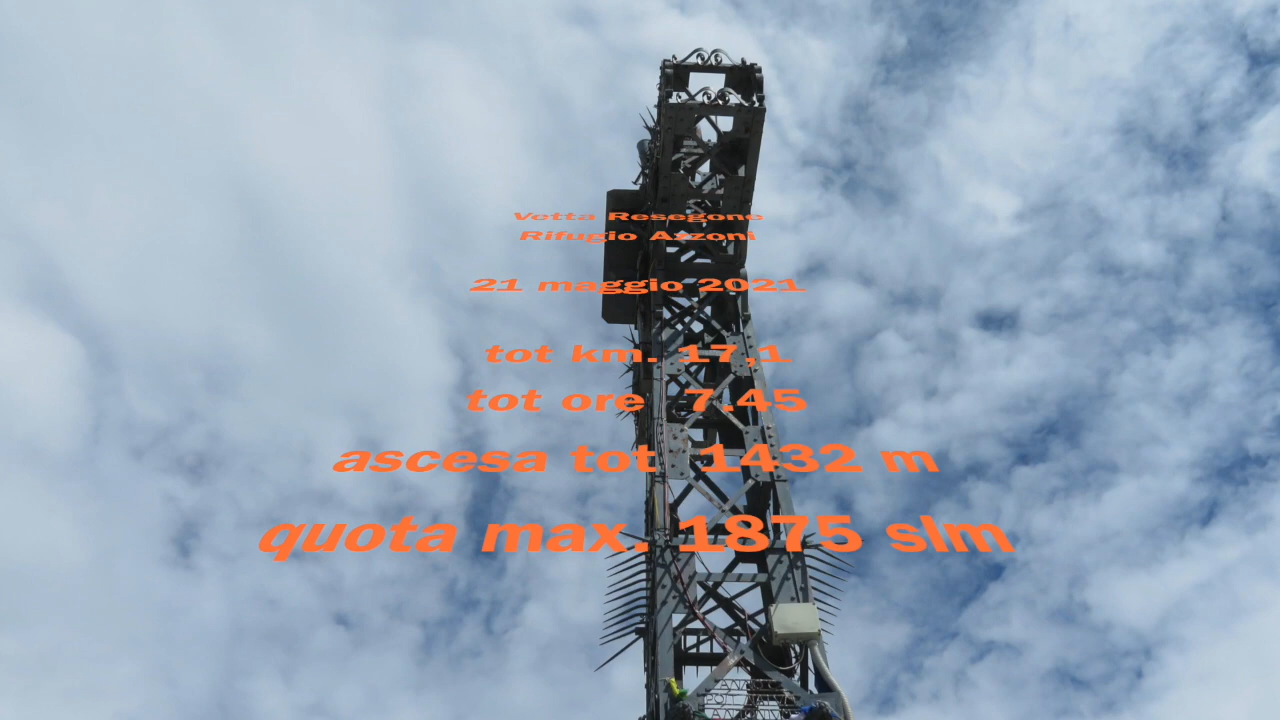 Vetta Resegone
Rifugio Azzoni
21 maggio 2021
tot km. 17,1
tot ore 7.45
ascesa tot 1432 m
quota max. 1875 slm